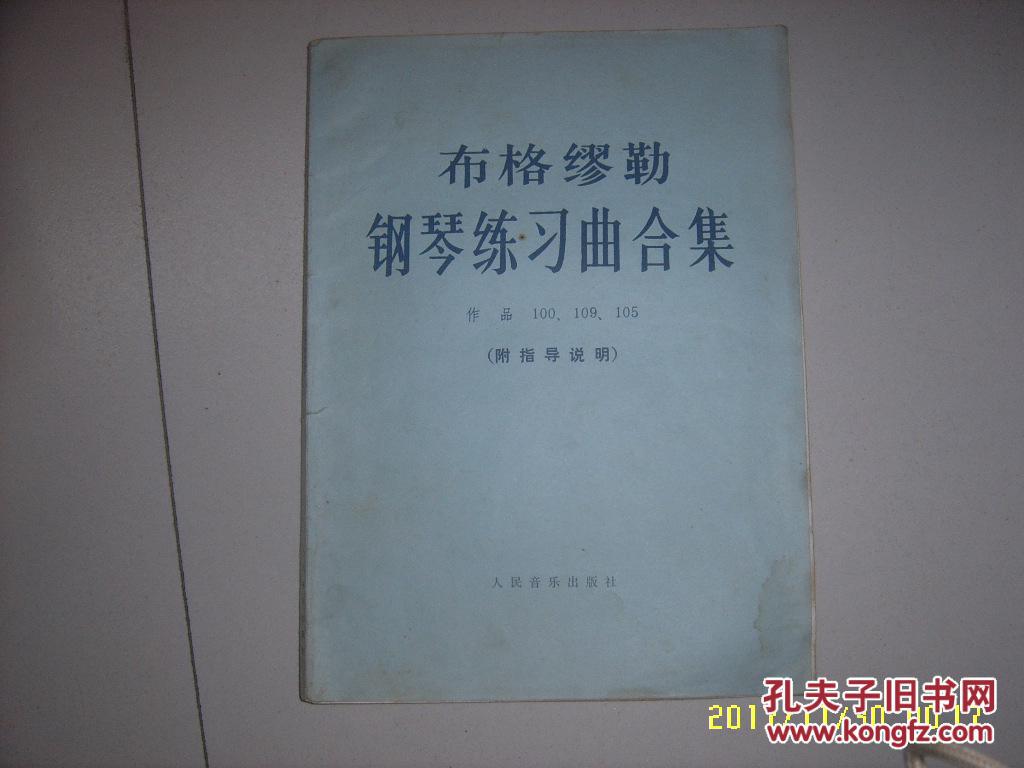 布格缪勒
钢琴练习曲合集
作品 100、109、105
(附指导说明)
人民音乐出版社
孔夫子旧书网
www.kongfz.com